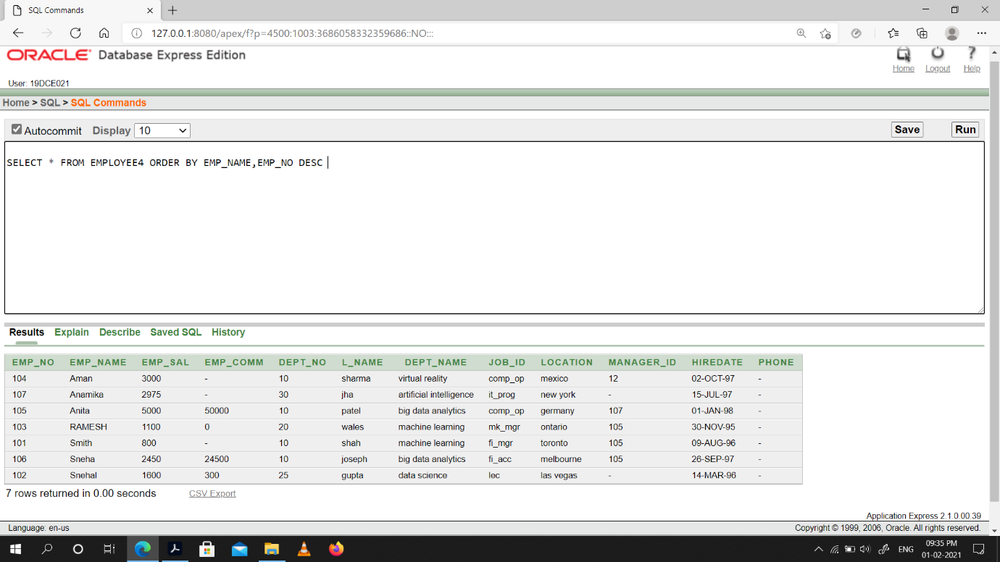 SQL Commands
127.0.0.1:8080/apex/f?p=4500:1003:3686058332359686::NO:::
ORACLE Database Express Edition
Home Logout Help
User: 19DCE021
Home > SQL > SQL Commands
Autocommit Display 10 Save Run
SELECT * FROM EMPLOYEE4 ORDER BY EMP_NAME,EMP_NO DESC
Results Explain Describe Saved SQL History
EMP_NO EMP_NAME EMP_SAL EMP_COMM DEPT_NO L_NAME DEPT_NAME JOB_ID LOCATION MANAGER_ID HIREDATE PHONE
104 Aman 3000 - 10 sharma virtual reality comp_op mexico 12 02-OCT-97 -
107 Anamika 2975 - 30 jha artificial intelligence it_prog new york - 15-JUL-97 -
105 Anita 5000 50000 10 patel big data analytics comp_op germany 107 01-JAN-98 -
103 RAMESH 1100 0 20 wales machine learning mk_mgr ontario 105 30-NOV-95 -
101 Smith 800 - 10 shah machine learning fi_mgr toronto 105 09-AUG-96 -
106 Sneha 2450 24500 10 joseph big data analytics fi_acc melbourne 105 26-SEP-97 -
102 Snehal 1600 300 25 gupta data science lec las vegas - 14-MAR-96 -
7 rows returned in 0.00 seconds CSV Export
Application Express 2.1.0.00.39
Language: en-us Copyright © 1999, 2006, Oracle. All rights reserved.
ENG 09:35 PM
01-02-2021